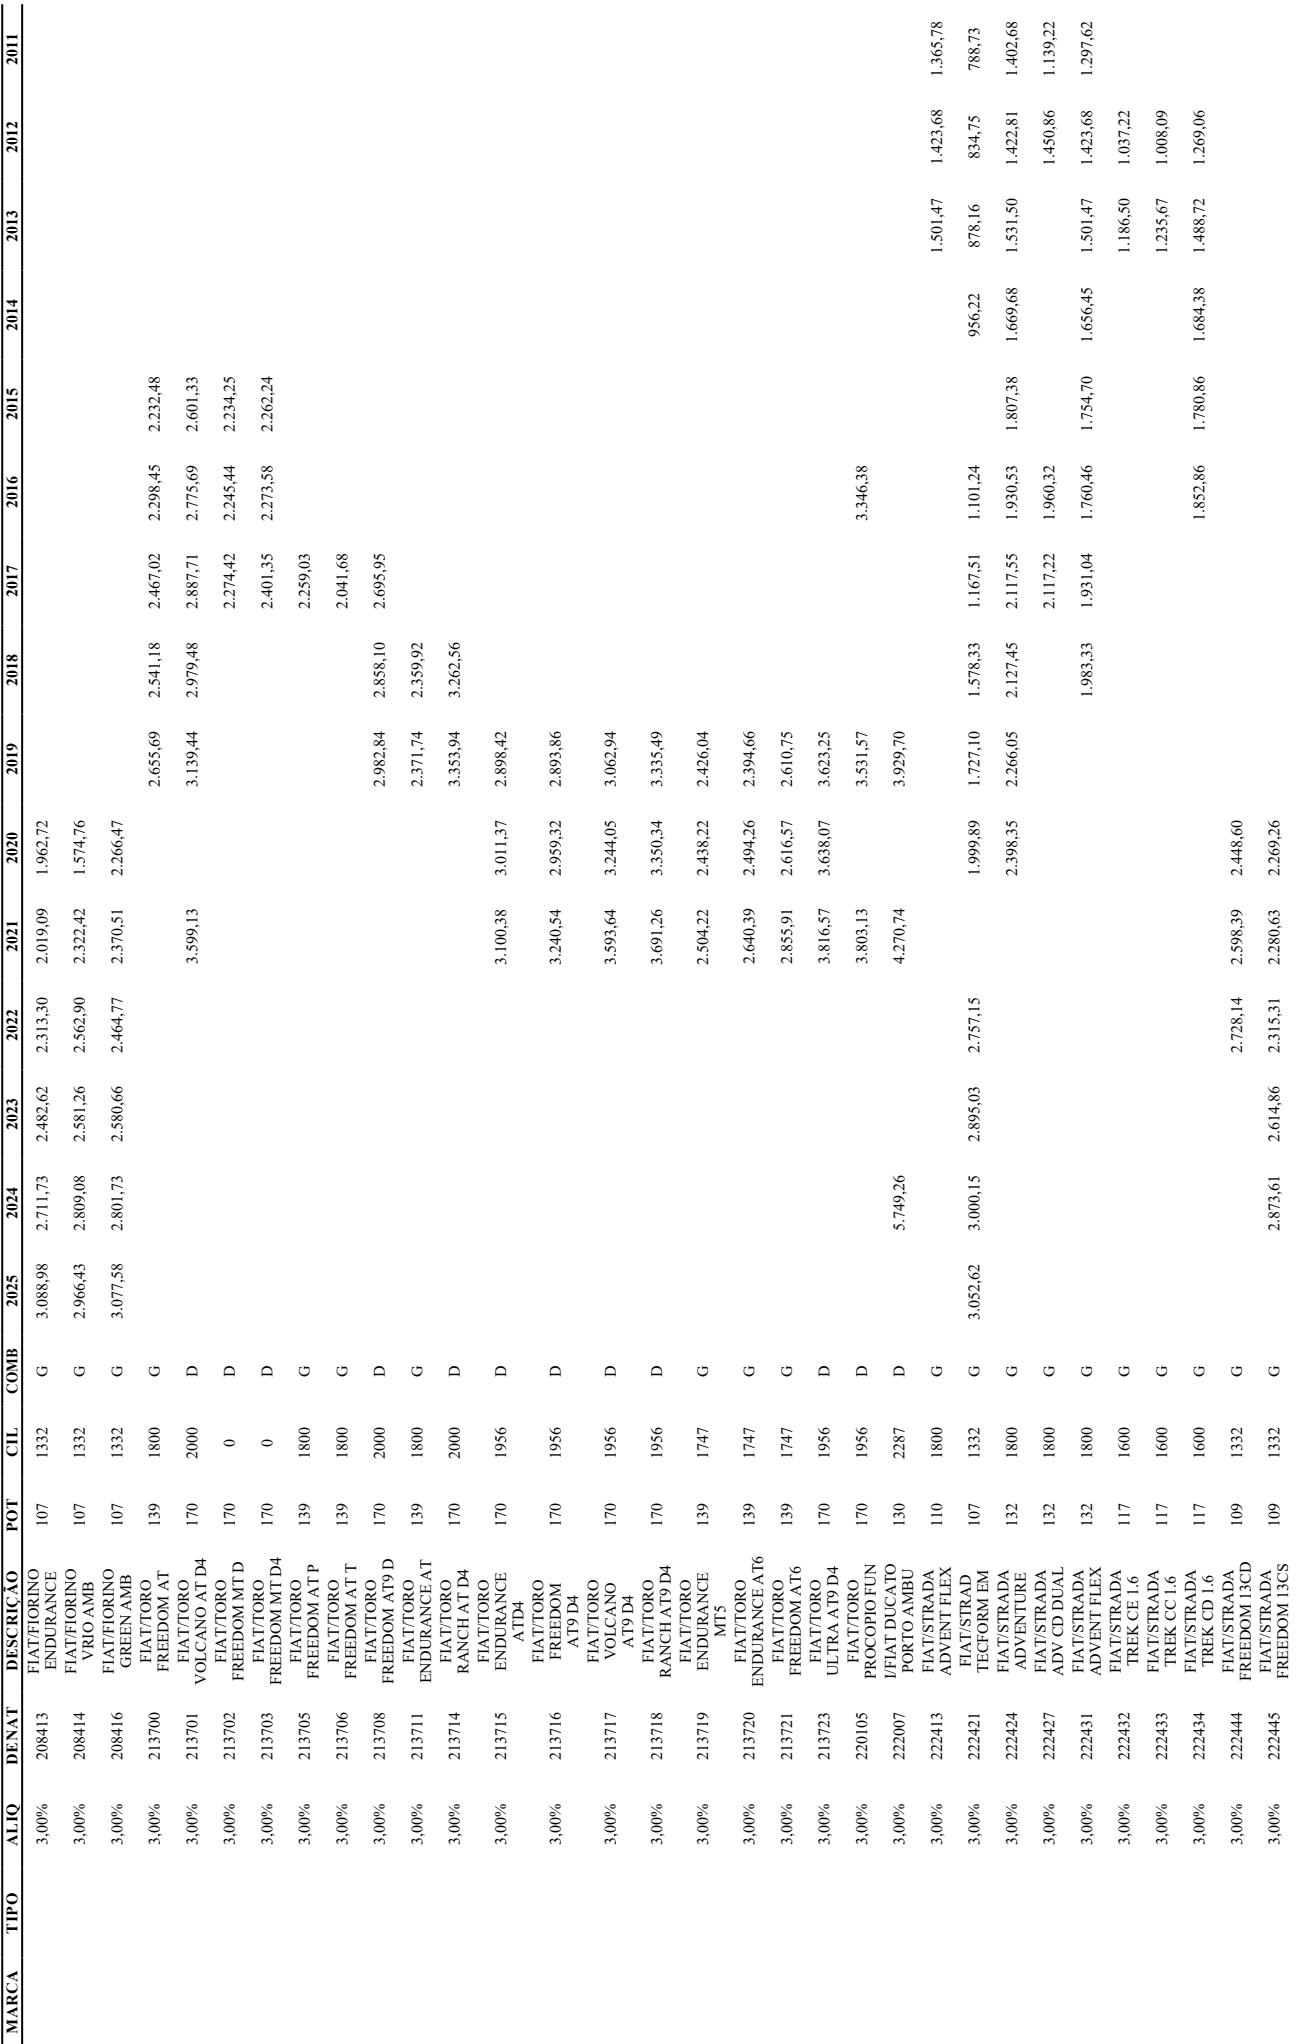 MARCA TIPO ALIQ DENAT DESCRIÇÃO POT CIL COMB 2025 2024 2023 2022 2021 2020 2019 2018 2017 2016 2015 2014 2013 2012 2011
3,00% 208413 FIAT/FIORINO ENDURANCE 107 1332 G 3.088,98 2.711,73 2.482,62 2.313,30 2.019,09 1.962,72
3,00% 208414 FIAT/FIORINO VRIO AMB 107 1332 G 2.966,43 2.809,08 2.581,26 2.562,90 2.322,42 1.574,76
3,00% 208416 FIAT/FIORINO GREEN AMB 107 1332 G 3.077,58 2.801,73 2.580,66 2.464,77 2.370,51 2.266,47
3,00% 213700 FIAT/TORO FREEDOM AT 139 1800 G 2.655,69 2.541,18 2.467,02 2.298,45 2.232,48
3,00% 213701 FIAT/TORO VOLCANO AT D4 170 2000 D 3.599,13 3.139,44 2.979,48 2.887,71 2.775,69 2.601,33
3,00% 213702 FIAT/TORO FREEDOM MT D 170 0 D 2.274,42 2.245,44 2.234,25
3,00% 213703 FIAT/TORO FREEDOM MT D4 170 0 D 2.401,35 2.273,58 2.262,24
3,00% 213705 FIAT/TORO FREEDOM AT P 139 1800 G 2.259,03
3,00% 213706 FIAT/TORO FREEDOM AT T 139 1800 G 2.041,68
3,00% 213708 FIAT/TORO FREEDOM AT9 D 170 2000 D 2.982,84 2.858,10 2.695,95
3,00% 213711 FIAT/TORO ENDURANCE AT 139 1800 G 2.371,74 2.359,92
3,00% 213714 FIAT/TORO RANCH AT D4 170 2000 D 3.353,94 3.262,56
3,00% 213715 FIAT/TORO ENDURANCE ATD4 170 1956 D 3.100,38 3.011,37 2.898,42
3,00% 213716 FIAT/TORO FREEDOM AT9 D4 170 1956 D 3.240,54 2.959,32 2.893,86
3,00% 213717 FIAT/TORO VOLCANO AT9 D4 170 1956 D 3.593,64 3.244,05 3.062,94
3,00% 213718 FIAT/TORO RANCH AT9 D4 170 1956 D 3.691,26 3.350,34 3.335,49
3,00% 213719 FIAT/TORO ENDURANCE MT5 139 1747 G 2.504,22 2.438,22 2.426,04
3,00% 213720 FIAT/TORO ENDURANCE AT6 139 1747 G 2.640,39 2.494,26 2.394,66
3,00% 213721 FIAT/TORO FREEDOM AT6 139 1747 G 2.855,91 2.616,57 2.610,75
3,00% 213723 FIAT/TORO ULTRA AT9 D4 170 1956 D 3.816,57 3.638,07 3.623,25
3,00% 220105 FIAT/TORO PROCOPIO FUN 170 1956 D 3.803,13 3.531,57 3.346,38
3,00% 222007 I/FIAT DUCATO PORTO AMBU 130 2287 D 5.749,26 4.270,74 3.929,70
3,00% 222413 FIAT/STRADA ADVENT FLEX 110 1800 G 1.501,47 1.423,68 1.365,78
3,00% 222421 FIAT/STRAD TECFORM EM 107 1332 G 3.052,62 3.000,15 2.895,03 2.757,15 1.999,89 1.727,10 1.578,33 1.167,51 1.101,24 956,22 878,16 834,75 788,73
3,00% 222424 FIAT/STRADA ADVENTURE 132 1800 G 2.398,35 2.266,05 2.127,45 2.117,55 1.930,53 1.807,38 1.669,68 1.531,50 1.422,81 1.402,68
3,00% 222427 FIAT/STRADA ADV CD DUAL 132 1800 G 2.117,22 1.960,32 1.450,86 1.139,22
3,00% 222431 FIAT/STRADA ADVENT FLEX 132 1800 G 1.983,33 1.931,04 1.760,46 1.754,70 1.656,45 1.501,47 1.423,68 1.297,62
3,00% 222432 FIAT/STRADA TREK CE 1.6 117 1600 G 1.186,50 1.037,22
3,00% 222433 FIAT/STRADA TREK CC 1.6 117 1600 G 1.235,67 1.008,09
3,00% 222434 FIAT/STRADA TREK CD 1.6 117 1600 G 1.852,86 1.780,86 1.684,38 1.488,72 1.269,06
3,00% 222444 FIAT/STRADA FREEDOM 13CD 109 1332 G 2.728,14 2.598,39 2.448,60
3,00% 222445 FIAT/STRADA FREEDOM 13CS 109 1332 G 2.873,61 2.614,86 2.315,31 2.280,63 2.269,26